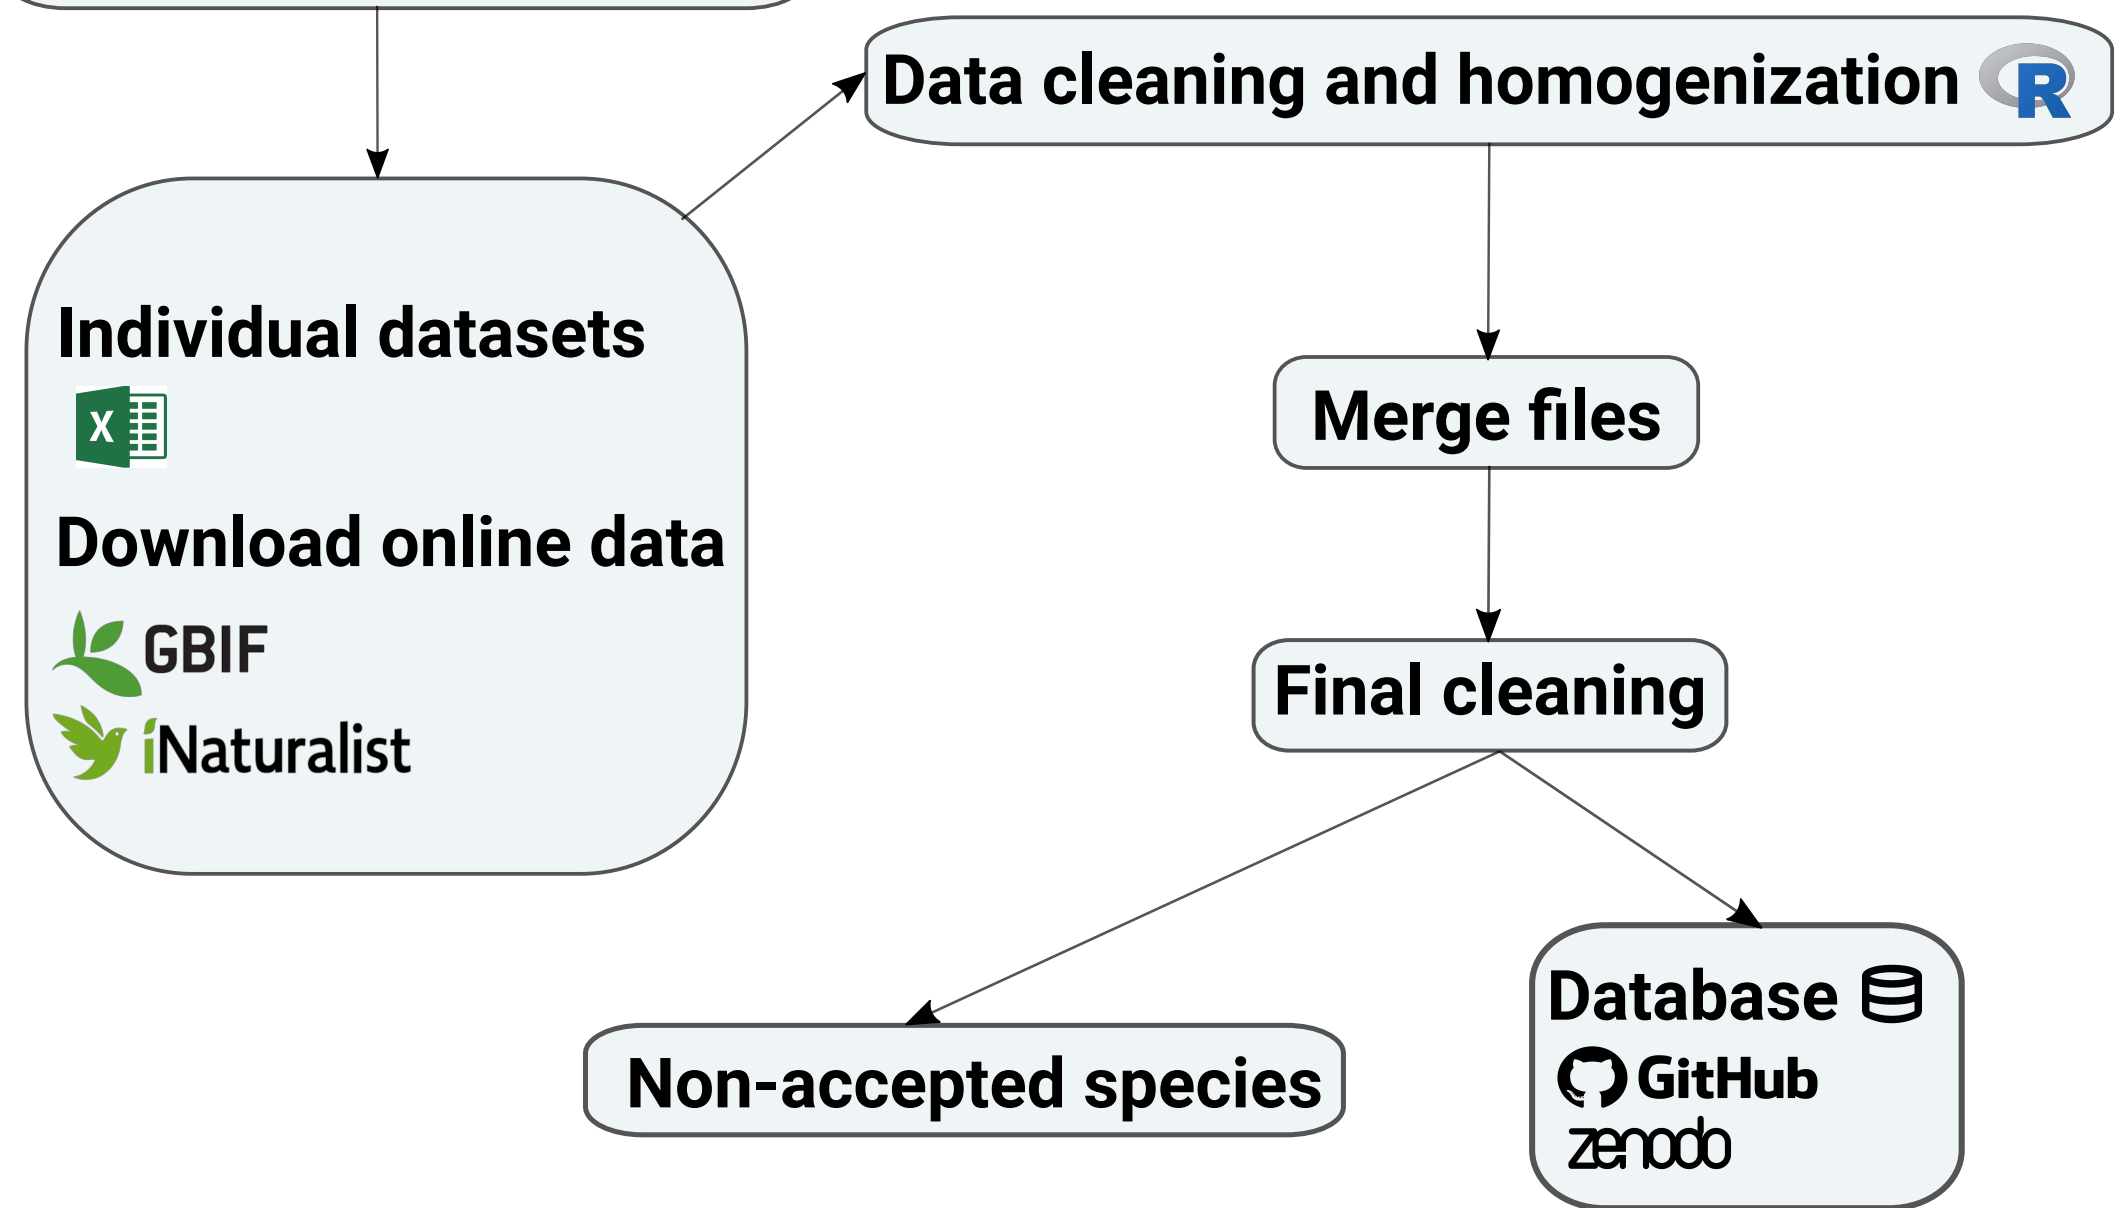 Data cleaning and homogenization R
Individual datasets
X
Download online data
GBIF
iNaturalist
Merge files
Final cleaning
Non-accepted species
Database
GitHub
zenodo